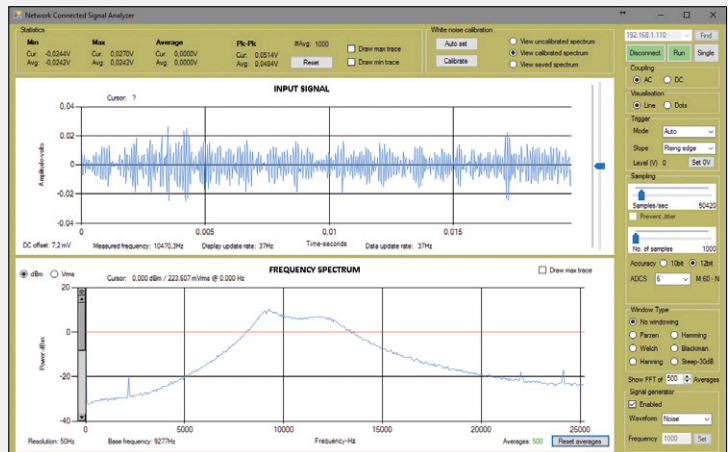 Network Connected Signal Analyzer
Statistics
Min
Cur: -0,0244V
Avg: -0,0242V
Max
Cur: 0,0270V
Avg: 0,0242V
Average
Cur: 0,0000V
Avg: 0,0000V
Pk-Pk
Cur: 0,0514V
Avg: 0,0484V
#Avg: 1000
Reset
Draw max trace
Draw min trace
White noise calibration
Auto set
Calibrate
View uncalibrated spectrum
View calibrated spectrum
View saved spectrum
192.168.1.110
Find
Disconnect
Run
Single
Coupling
AC
DC
Visualisation
Line
Dots
Trigger
Mode
Auto
Slope
Rising edge
Level (V) 0
Set 0V
Sampling
Samples/sec 50420
Prevent Jitter
No. of samples 1000
Accuracy
10bit
12bit
ADCS
6
M.60 - N
Window Type
No windowing
Parzen
Hamming
Welch
Blackman
Hanning
Steep-30dB
Show FFT of
500
Averages
Signal generator
Enabled
Waveform
Noise
Frequency
1000
Set
INPUT SIGNAL
Cursor: ?
Amplitude-volts
0.04
0.02
0
-0.02
-0.04
0
0.005
0.01
0.015
Time-seconds
DC offset: 7,2 mV
Measured frequency: 10470,3Hz
Display update rate: 37Hz
Data update rate: 37Hz
dBm
Vrms
FREQUENCY SPECTRUM
Cursor: 0,000 dBm / 223,607 mVrms @ 0,000 Hz
Draw max trace
Power-dBm
20
0
-20
-40
0
5000
10000
15000
20000
25000
Frequency-Hz
Resolution: 50Hz
Base frequency: 9277Hz
Averages: 500
Reset averages